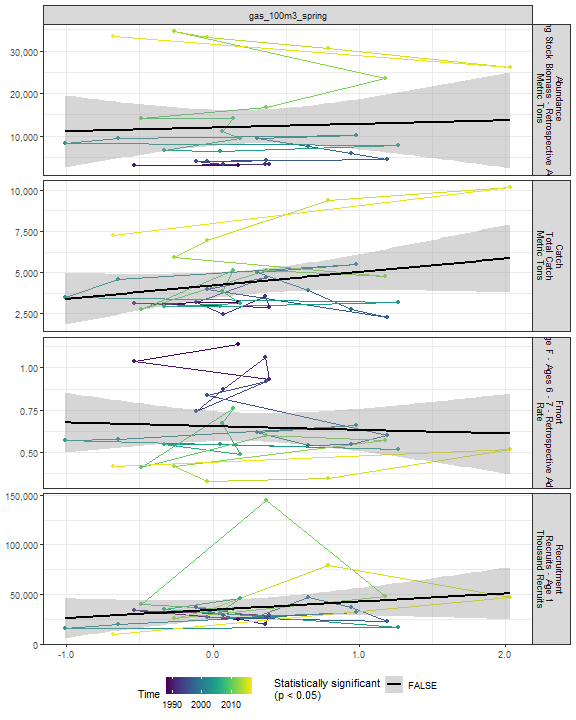 gas_100m3_spring
30,000
20,000
10,000
Abundance
Stock Biomass - Retrospective
Metric Tons
10,000
7,500
5,000
2,500
Catch
Total Catch
Metric Tons
1.00
0.75
0.50
Fmort
F - Ages 6 - 7 - Retrospective
Rate
150,000
100,000
50,000
0
Recruitment
Recruits - Age 1
Thousand Recruits
-1.0
0.0
1.0
2.0
Time
1990 2000 2010
Statistically significant
(p < 0.05)
FALSE